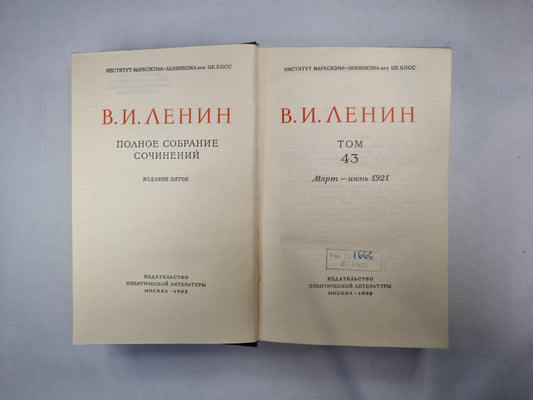 ИНСТИТУТ МАРКСИЗМА-ЛЕНИНИЗМА ПРИ ЦК КПСС
В. И. ЛЕНИН
ПОЛНОЕ СОБРАНИЕ
СОЧИНЕНИЙ
ИЗДАНИЕ ПЯТОЕ
ИЗДАТЕЛЬСТВО
ПОЛИТИЧЕСКОЙ ЛИТЕРАТУРЫ
МОСКВА · 1963
ИНСТИТУТ МАРКСИЗМА-ЛЕНИНИЗМА ПРИ ЦК КПСС
В. И. ЛЕНИН
ТОМ
43
Март — июнь 1921
1666
ИЗДАТЕЛЬСТВО
ПОЛИТИЧЕСКОЙ ЛИТЕРАТУРЫ
МОСКВА · 1963